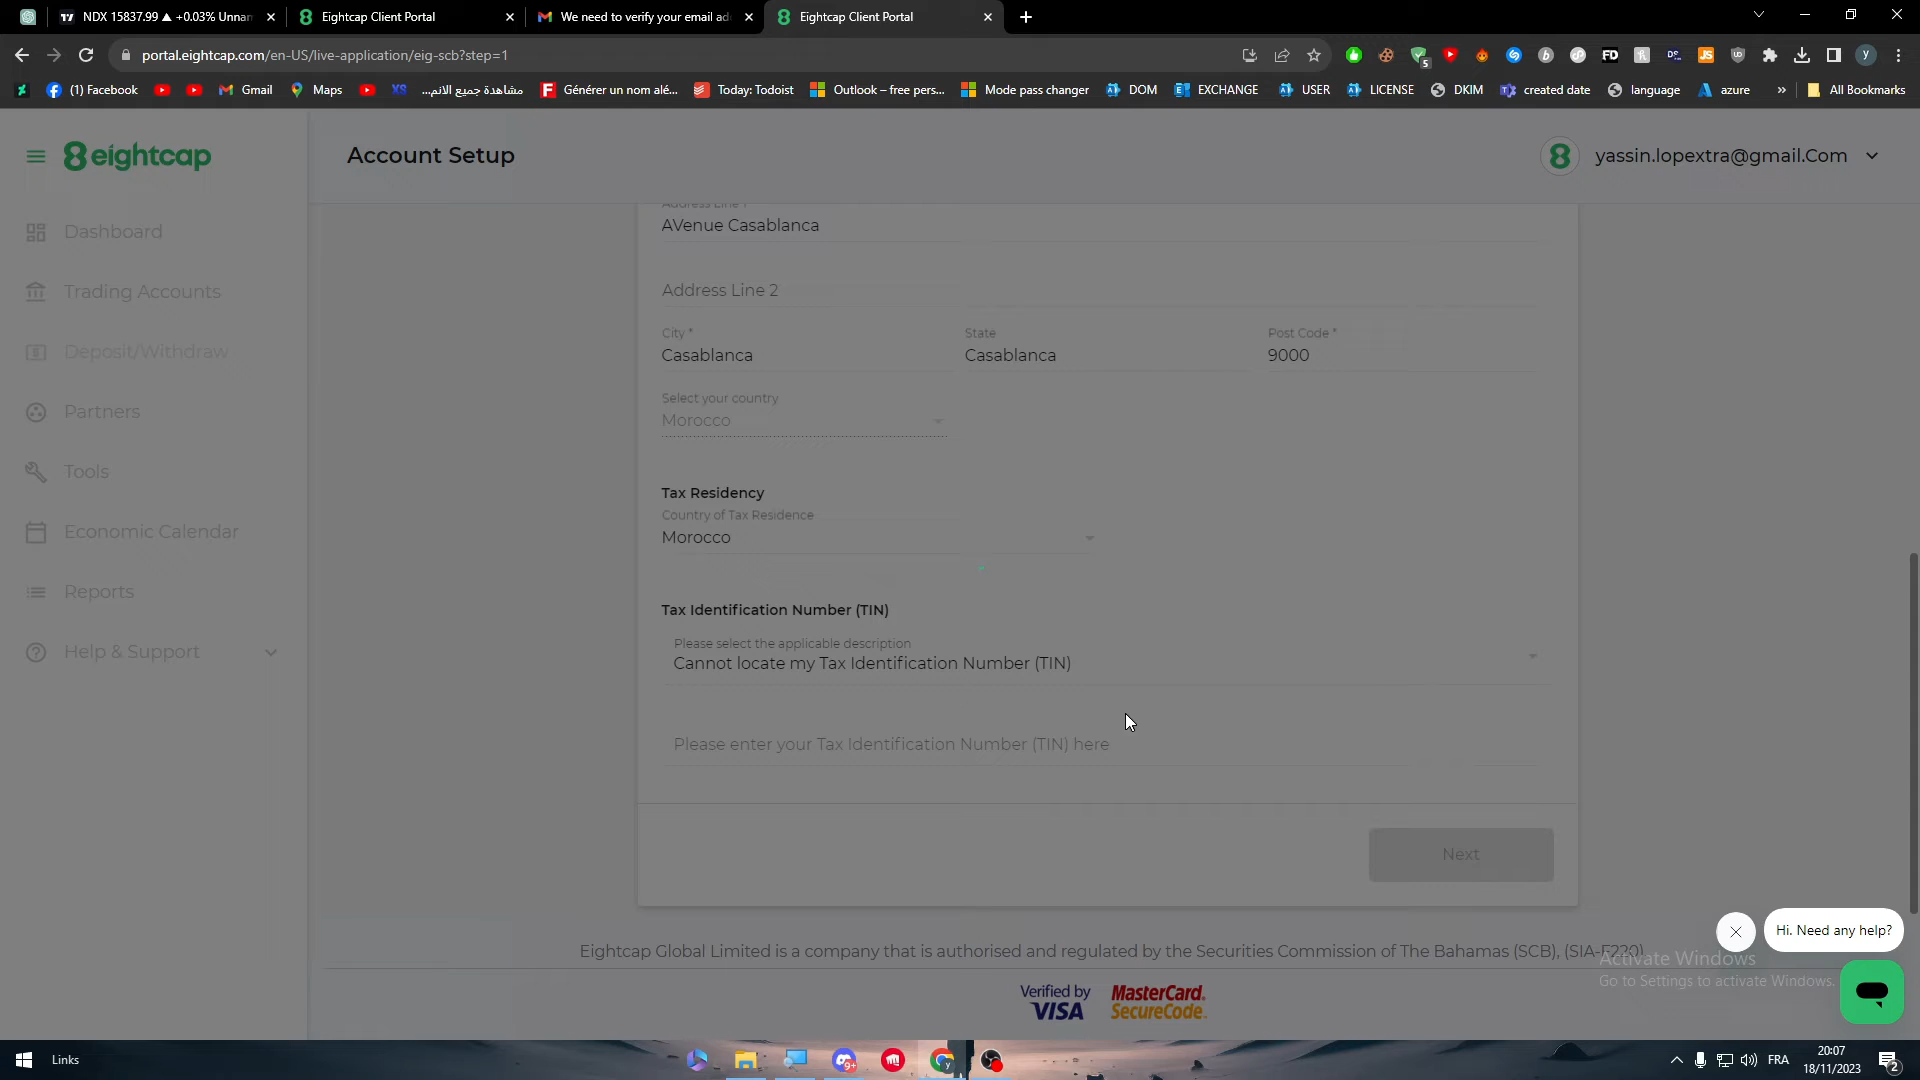 NDX 15837.99 ▲ +0.03% Unnan
Eightcap Client Portal
We need to verify your email ad
Eightcap Client Portal
portal.eightcap.com/en-US/live-application/eig-scb?step=1
(1) Facebook
Gmail
Maps
XS
مشاهدة جميع الانم...
Générer un nom alé...
Today: Todoist
Outlook – free pers...
Mode pass changer
DOM
EXCHANGE
USER
LICENSE
DKIM
created date
language
azure
»
All Bookmarks
eightcap
Account Setup
yassin.lopextra@gmail.Com
Dashboard
Trading Accounts
Deposit/Withdraw
Partners
Tools
Economic Calendar
Reports
Help & Support
Address Line 1
AVenue Casablanca
Address Line 2
City *
State
Post Code *
Casablanca
Casablanca
9000
Select your country
Morocco
Tax Residency
Country of Tax Residence
Morocco
Tax Identification Number (TIN)
Please select the applicable description
Cannot locate my Tax Identification Number (TIN)
Please enter your Tax Identification Number (TIN) here
Next
Hi. Need any help?
Eightcap Global Limited is a company that is authorised and regulated by the Securities Commission of The Bahamas (SCB), (SIA-F220)
Activate Windows
Go to Settings to activate Windows.
Verified by
VISA
MasterCard.
SecureCode.
Links
FRA
20:07
18/11/2023
2